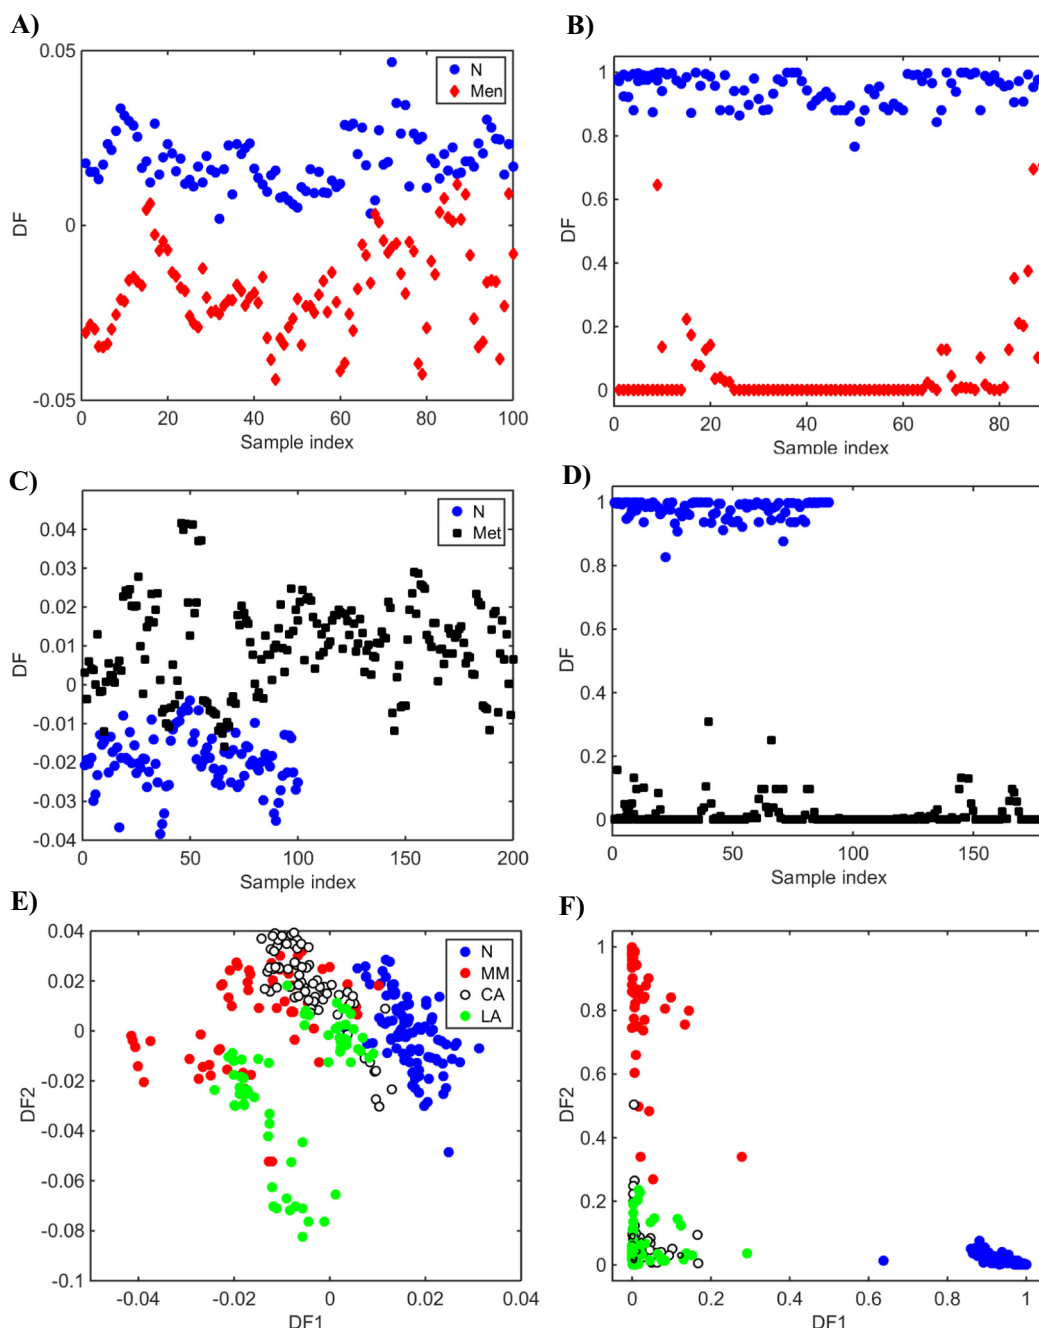 A)
B)
0.05
N
Men
0
-0.05
DF
0 20 40 60 80 100
Sample index
1
0.8
0.6
0.4
0.2
0
DF
0 20 40 60 80
Sample index
C)
D)
0.04
0.03
0.02
0.01
0
-0.01
-0.02
-0.03
-0.04
DF
N
Met
0 50 100 150 200
Sample index
1
0.8
0.6
0.4
0.2
0
DF
0 50 100 150
Sample index
E)
F)
0.04
0.02
0
-0.02
-0.04
-0.06
-0.08
-0.1
DF2
N
MM
CA
LA
-0.04 -0.02 0 0.02 0.04
DF1
1
0.8
0.6
0.4
0.2
0
DF2
0 0.2 0.4 0.6 0.8 1
DF1